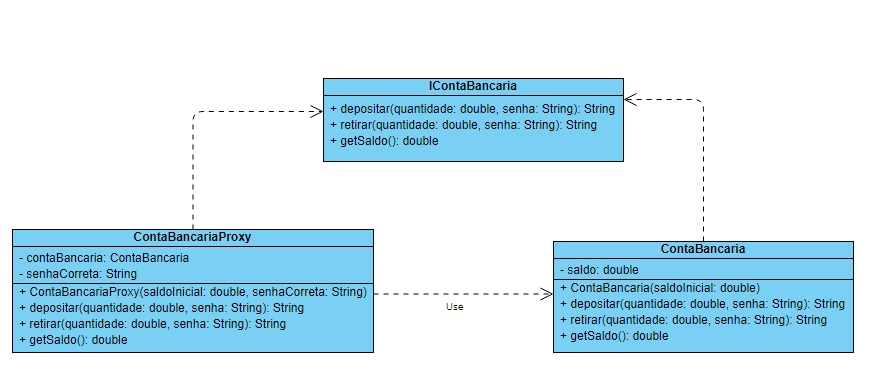 IContaBancaria
+ depositar(quantidade: double, senha: String): String
+ retirar(quantidade: double, senha: String): String
+ getSaldo(): double
ContaBancariaProxy
- contaBancaria: ContaBancaria
- senhaCorreta: String
+ ContaBancariaProxy(saldoInicial: double, senhaCorreta: String)
+ depositar(quantidade: double, senha: String): String
+ retirar(quantidade: double, senha: String): String
+ getSaldo(): double
Use
ContaBancaria
- saldo: double
+ ContaBancaria(saldoInicial: double)
+ depositar(quantidade: double, senha: String): String
+ retirar(quantidade: double, senha: String): String
+ getSaldo(): double